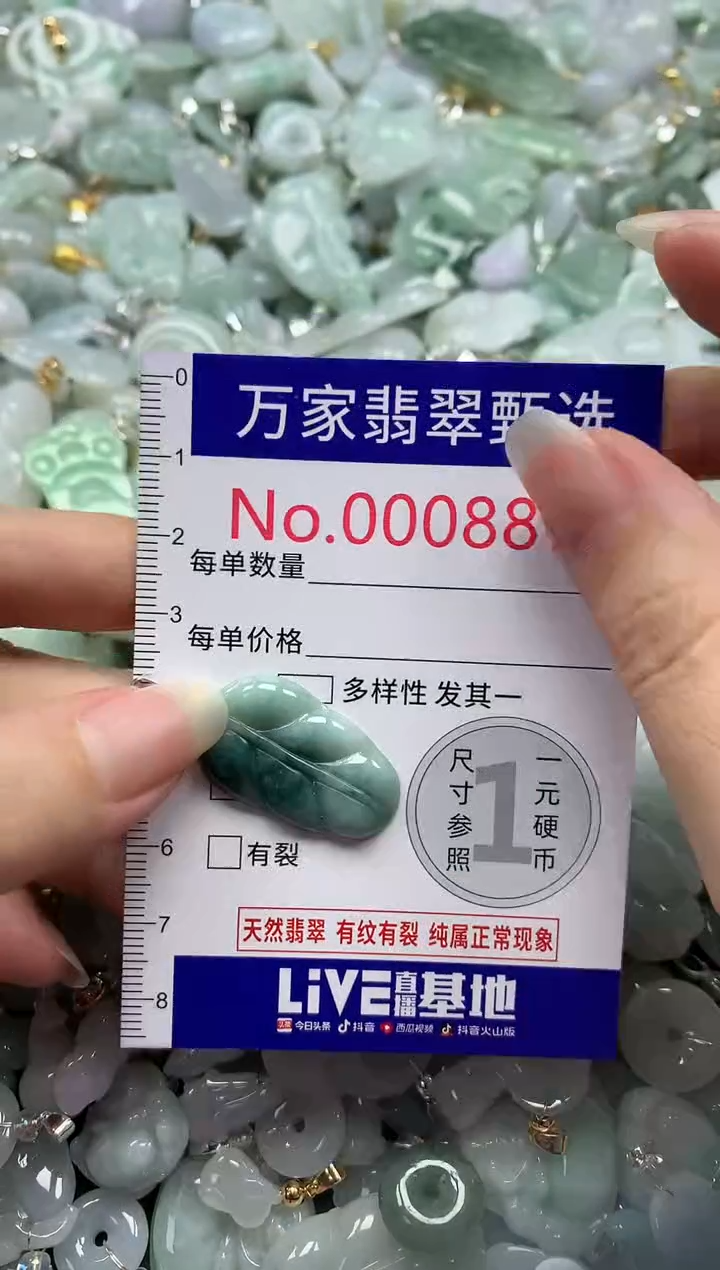 0
万家翡翠甄选
1
No.00088
2
每单数量
3
每单价格
多样性 发其一
尺寸参照
1
一元硬币
6
有裂
7
天然翡翠 有纹有裂 纯属正常现象
8
LiVE直播基地
头条 今日头条 抖音 西瓜视频 抖音火山版